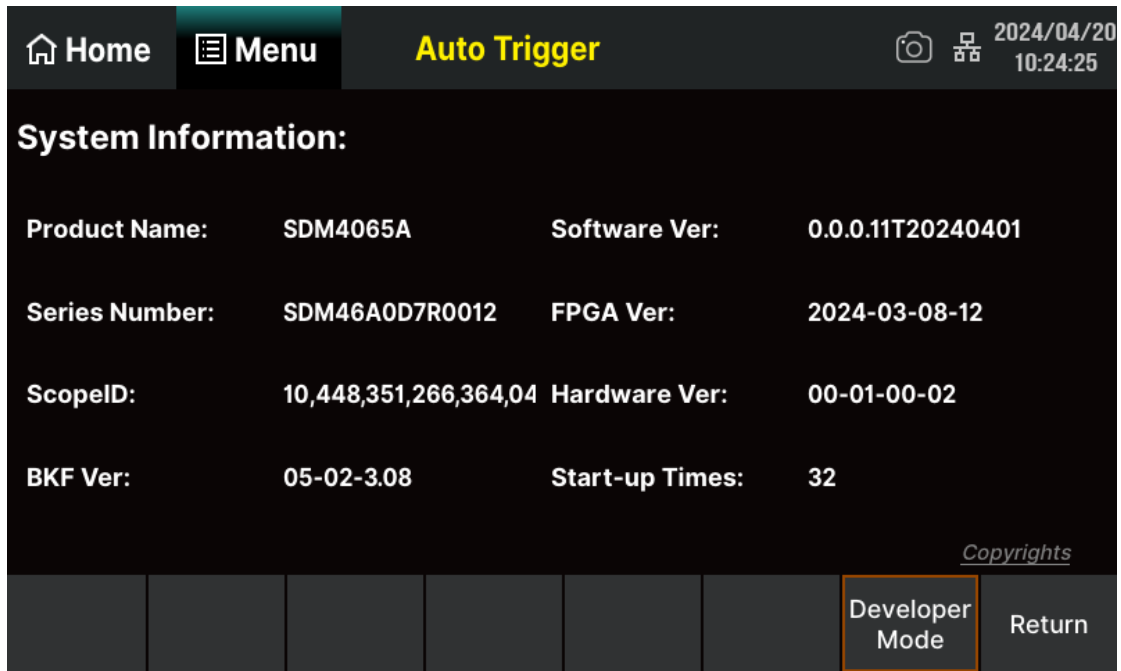 Home Menu Auto Trigger 2024/04/20
10:24:25
System Information:
Product Name: SDM4065A Software Ver: 0.0.0.11T20240401
Series Number: SDM46A0D7R0012 FPGA Ver: 2024-03-08-12
ScopeID: 10,448,351,266,364,04 Hardware Ver: 00-01-00-02
BKF Ver: 05-02-3.08 Start-up Times: 32
Copyrights
Developer
Mode
Return